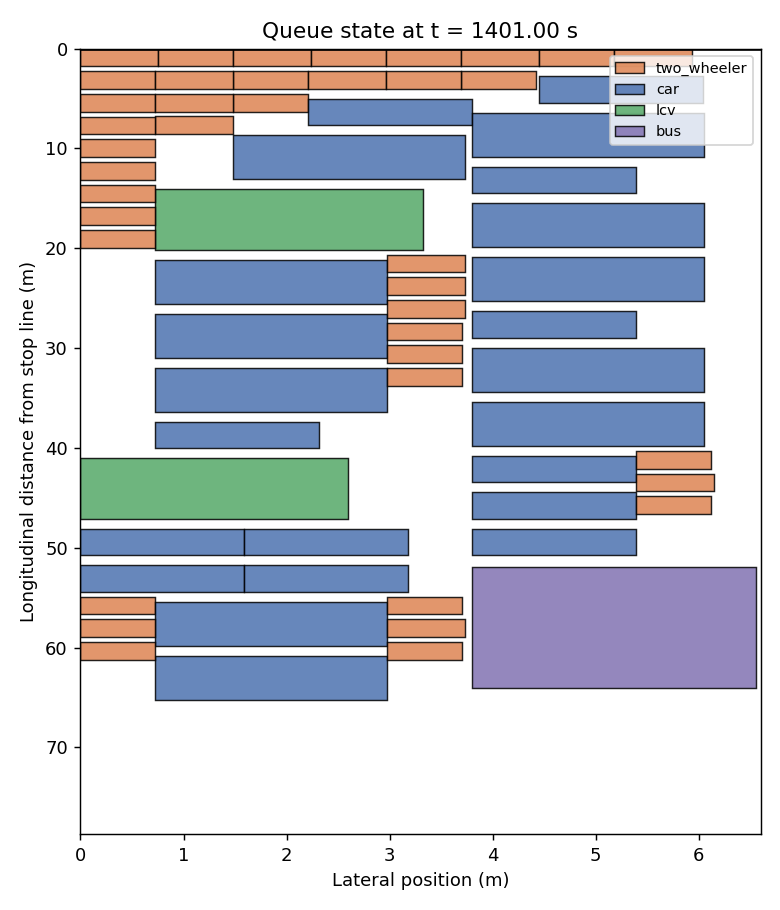 Queue state at t = 1401.00 s
two_wheeler
car
lcv
bus
0
10
20
30
40
50
60
70
Longitudinal distance from stop line (m)
0 1 2 3 4 5 6
Lateral position (m)